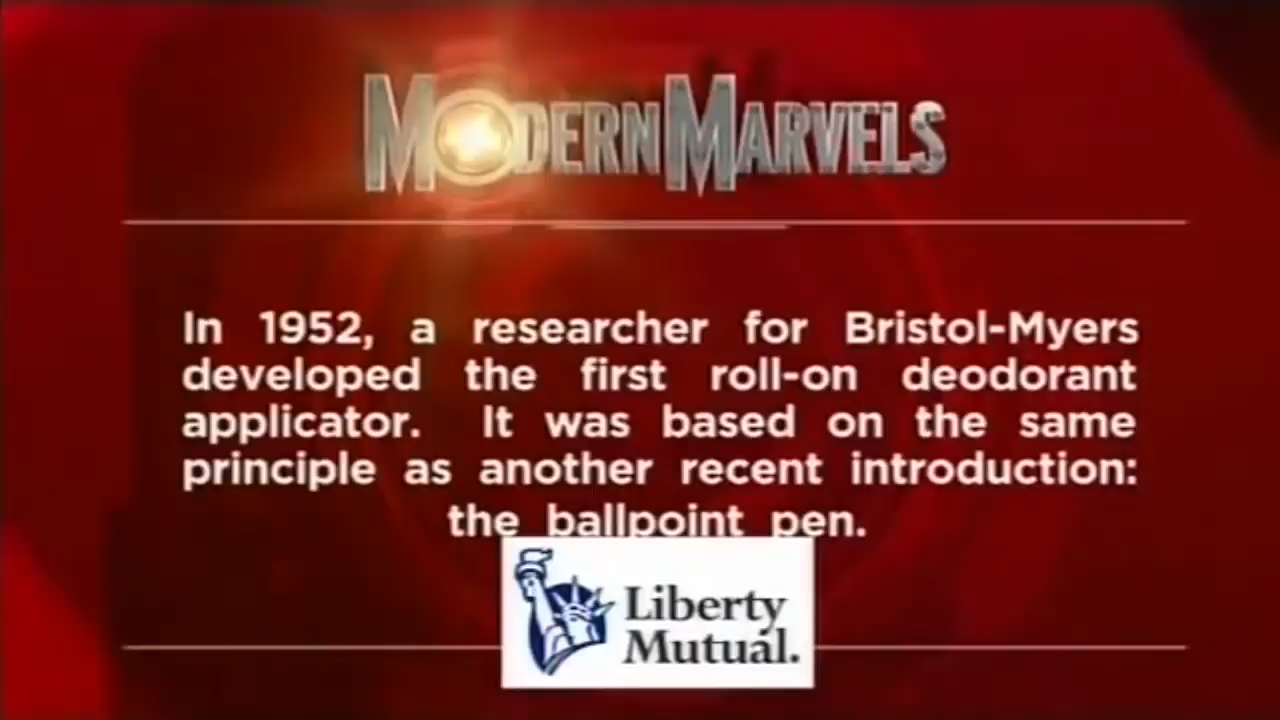 MODERN MARVELS
In 1952, a researcher for Bristol-Myers
developed the first roll-on deodorant
applicator. It was based on the same
principle as another recent introduction:
the ballpoint pen.
Liberty
Mutual.